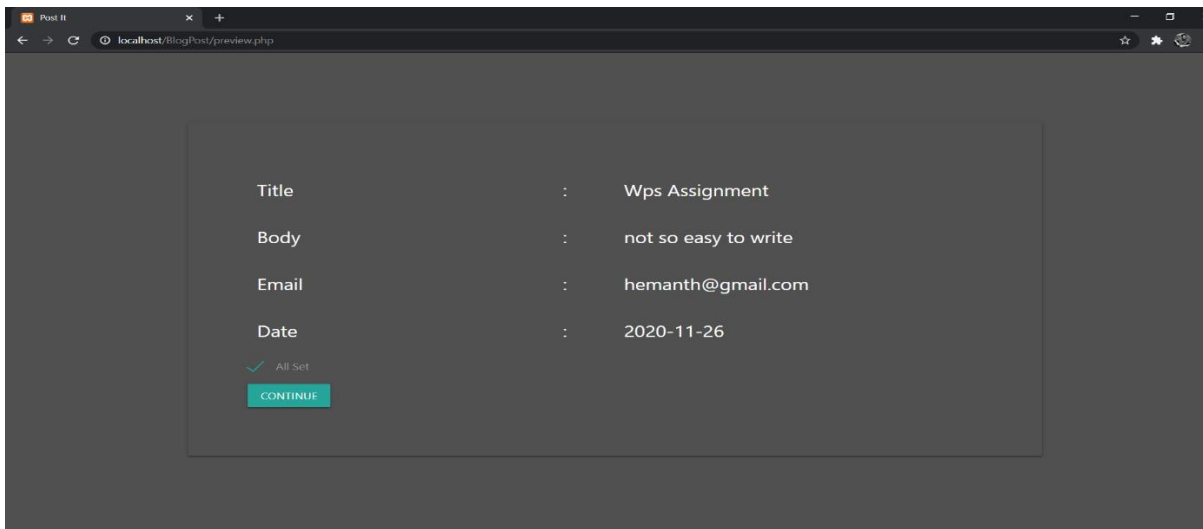 Post It
localhost/BlogPost/preview.php
Title : Wps Assignment
Body : not so easy to write
Email : hemanth@gmail.com
Date : 2020-11-26
All Set
CONTINUE